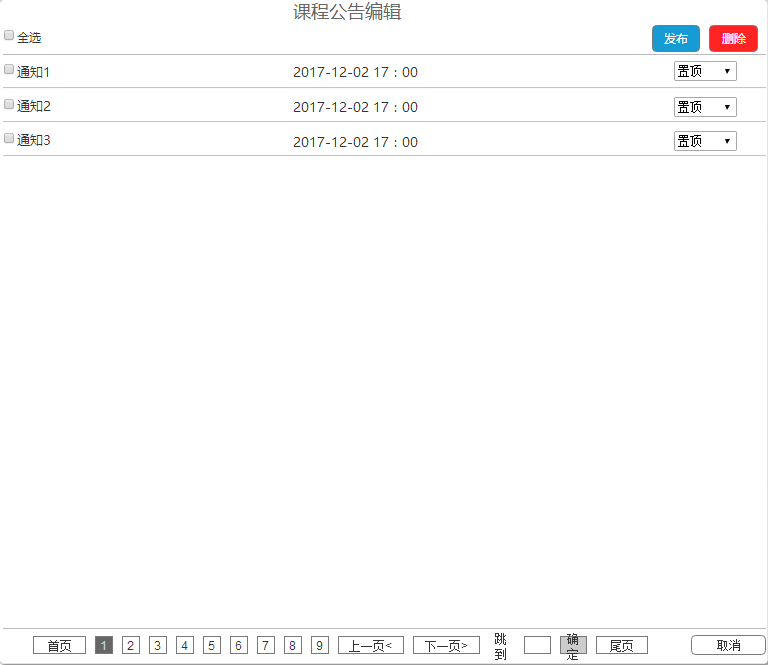 课程公告编辑
全选 发布 删除
通知1 2017-12-02 17：00 置顶
通知2 2017-12-02 17：00 置顶
通知3 2017-12-02 17：00 置顶
首页 1 2 3 4 5 6 7 8 9 上一页< 下一页> 跳到 确定 尾页 取消